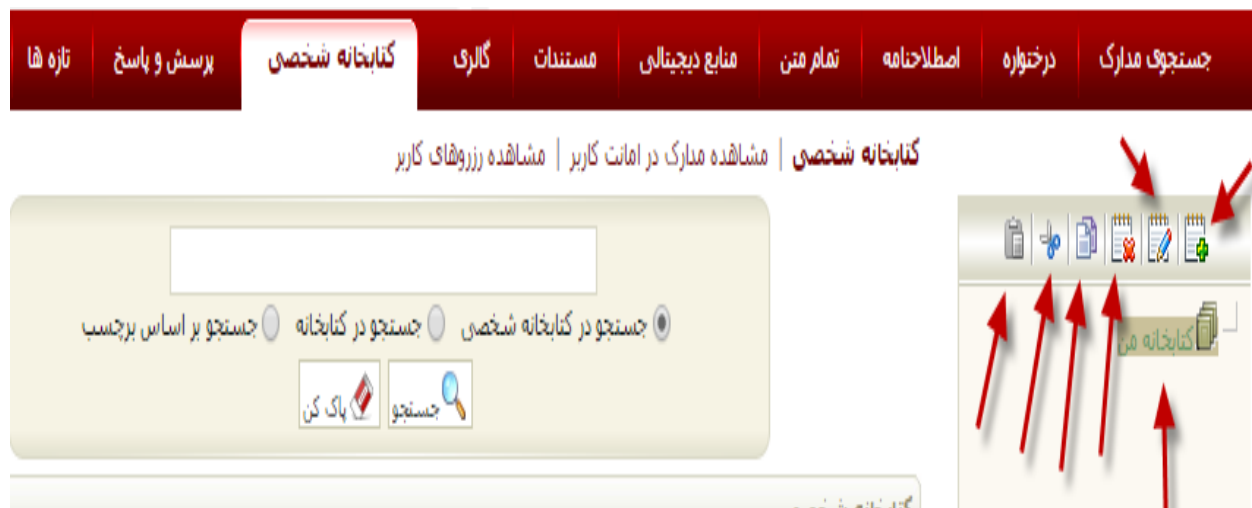 جستجوی مدارک درختواره اصطلاحنامه تمام متن منابع دیجیتالی مستندات گالری کتابخانه شخصی پرسش و پاسخ تازه ها
کتابخانه شخصی | مشاهده مدارک در امانت کاربر | مشاهده رزروهای کاربر
کتابخانه من
جستجو در کتابخانه شخصی جستجو در کتابخانه جستجو بر اساس برچسب
جستجو پاک کن